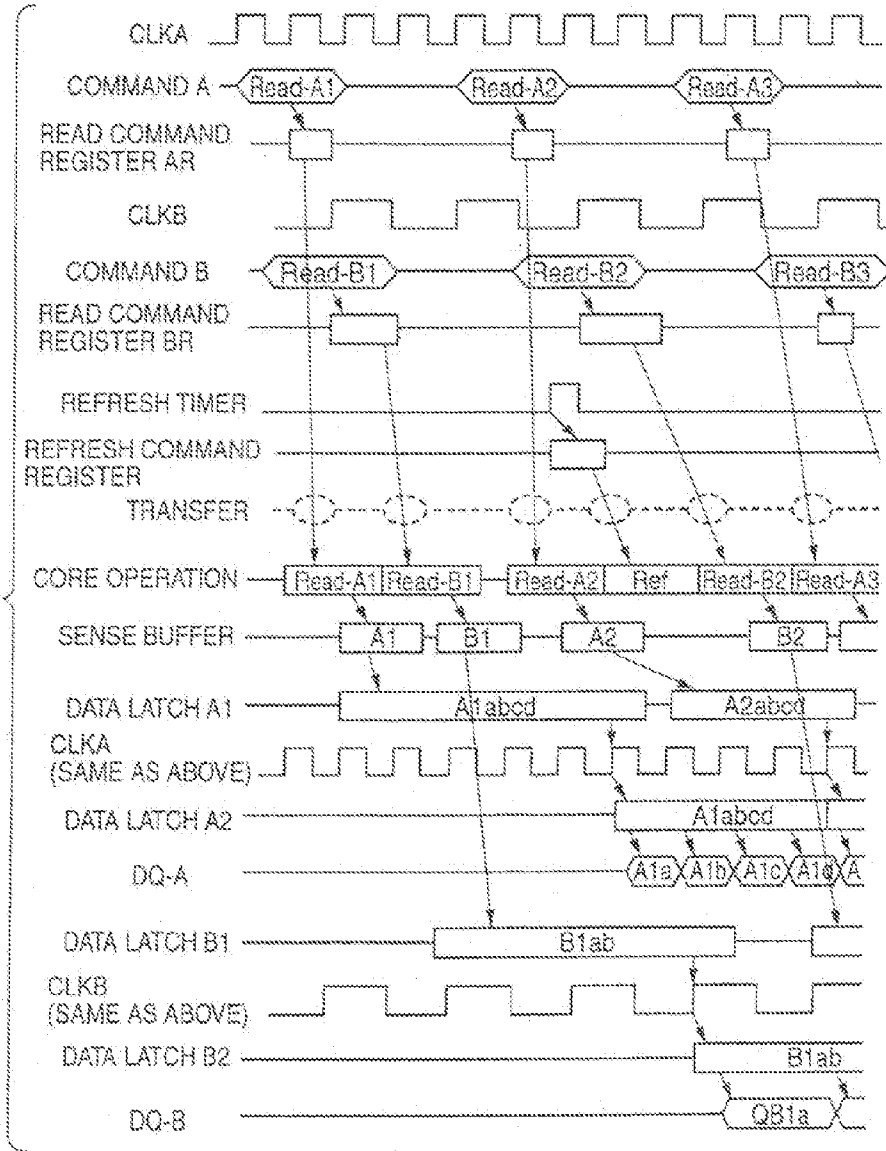 CLKA
COMMAND A Read-A1 Read-A2 Read-A3
READ COMMAND
REGISTER AR
CLKB
COMMAND B Read-B1 Read-B2 Read-B3
READ COMMAND
REGISTER BR
REFRESH TIMER
REFRESH COMMAND
REGISTER
TRANSFER
CORE OPERATION Read-A1 Read-B1 Read-A2 Ref Read-B2 Read-A3
SENSE BUFFER A1 B1 A2 B2
DATA LATCH A1 A1abcd A2abcd
CLKA
(SAME AS ABOVE)
DATA LATCH A2 A1abcd
DQ-A A1a A1b A1c A1d A
DATA LATCH B1 B1ab
CLKB
(SAME AS ABOVE)
DATA LATCH B2 B1ab
DQ-B QB1a